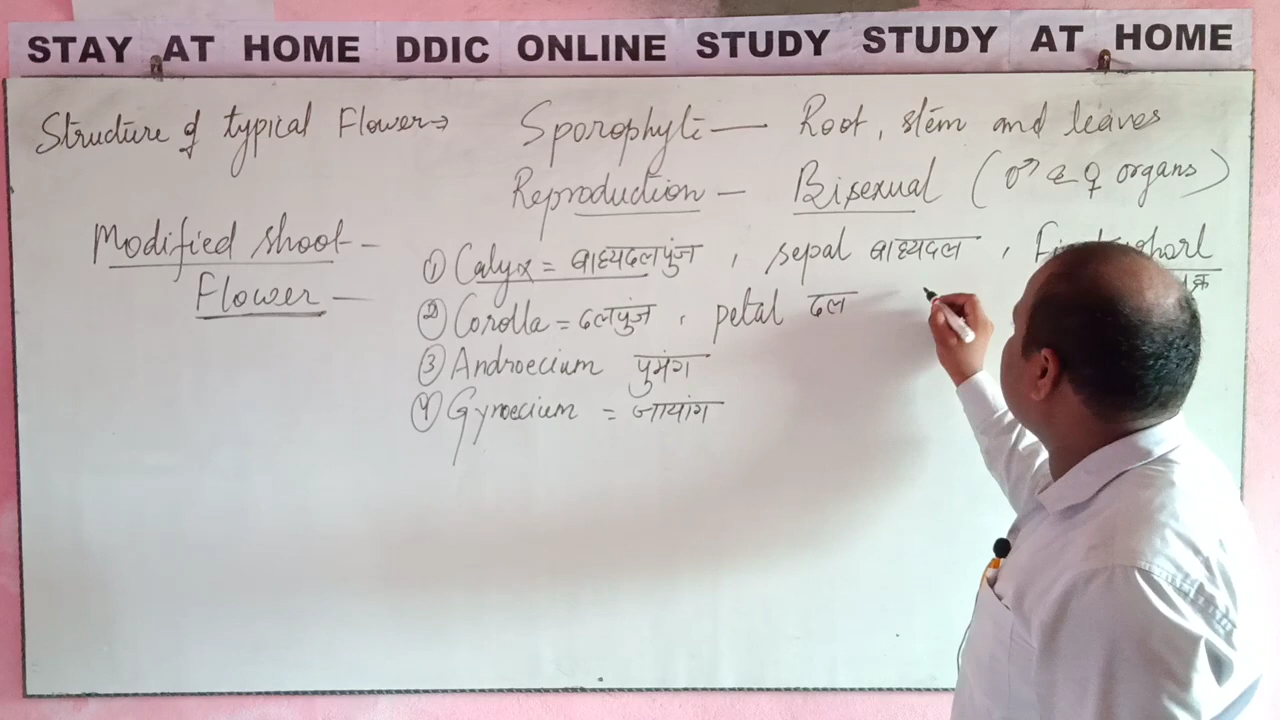 STAY AT HOME DDIC ONLINE STUDY STUDY AT HOME
Structure of typical Flower⇒ Sporophyte — Root, stem and leaves
Reproduction — Bisexual (♂ & ♀ organs)
Modified shoot —
Flower —
① Calyx = बाह्यदलपुंज , sepal बाह्यदल ,
② Corolla = दलपुंज , petal दल
③ Androecium पुमंग
④ Gynoecium = जायांग